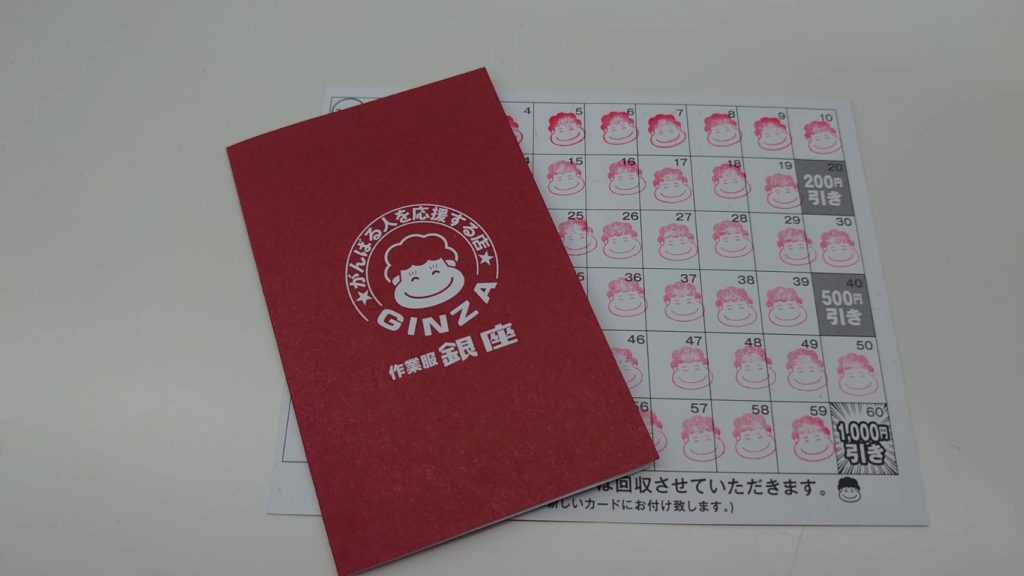 ★がんばる人を応援する店★
GINZA
作業服 銀座
4 5 6 7 8 9 10
15 16 17 18 19 20
200円引き
25 26 27 28 29 30
36 37 38 39 40
500円引き
46 47 48 49 50
56 57 58 59 60
1,000円引き
は回収させていただきます。
新しいカードにお付け致します。)